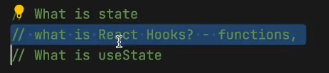 // What is state
// what is React Hooks? - functions,
// What is useState